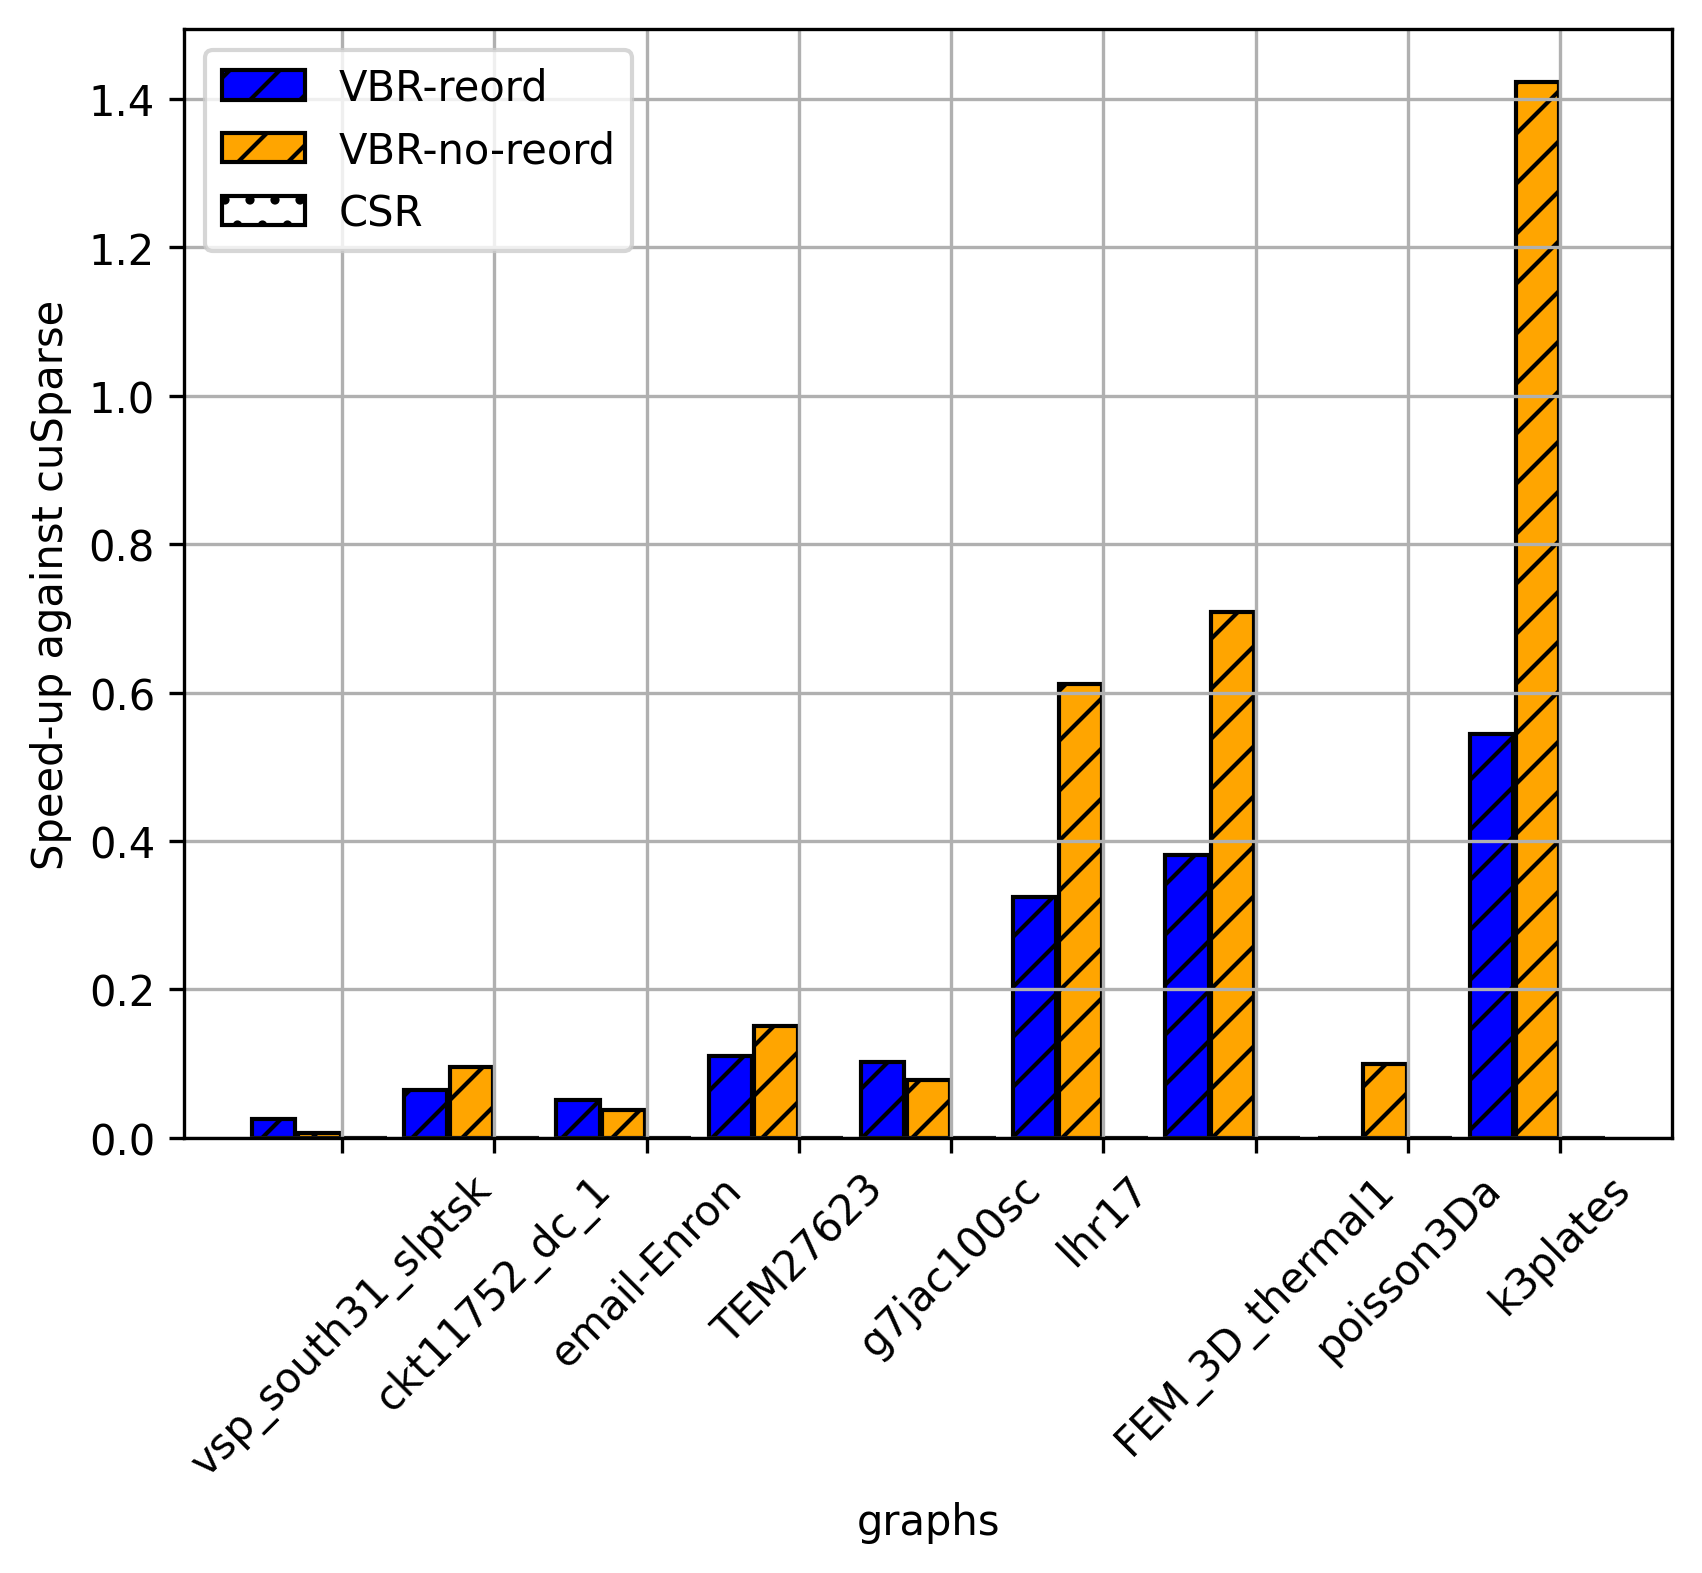 VBR-reord
VBR-no-reord
CSR
Speed-up against cuSparse
1.4
1.2
1.0
0.8
0.6
0.4
0.2
0.0
vsp_south31_slptsk
ckt11752_dc_1
email-Enron
TEM27623
g7jac100sc
lhr17
FEM_3D_thermal1
poisson3Da
k3plates
graphs